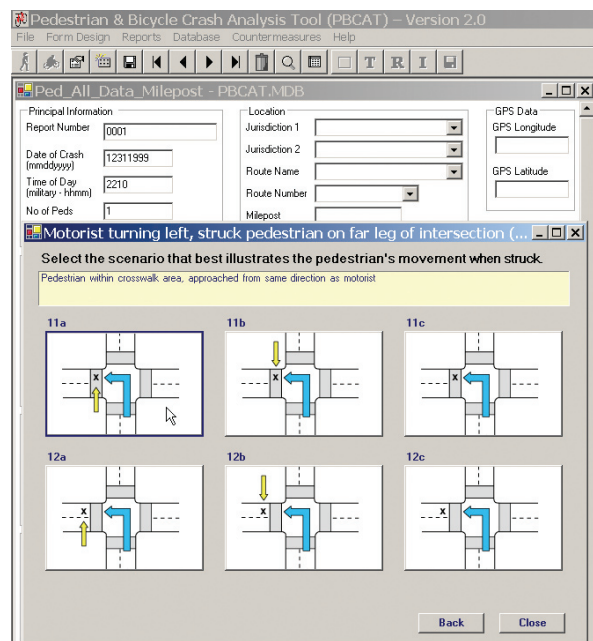 Pedestrian & Bicycle Crash Analysis Tool (PBCAT) – Version 2.0
File Form Design Reports Database Countermeasures Help
T R I
Ped_All_Data_Milepost - PBCAT.MDB
Principal Information
Location
GPS Data
Report Number 0001
Jurisdiction 1
GPS Longitude
Jurisdiction 2
Date of Crash
(mmddyyyy) 12311999
Route Name
GPS Latitude
Time of Day
(military - hhmm) 2210
Route Number
No of Peds 1
Milepost
Motorist turning left, struck pedestrian on far leg of intersection (...
Select the scenario that best illustrates the pedestrian's movement when struck.
Pedestrian within crosswalk area, approached from same direction as motorist
11a 11b 11c
x x x
12a 12b 12c
x x x
Back Close